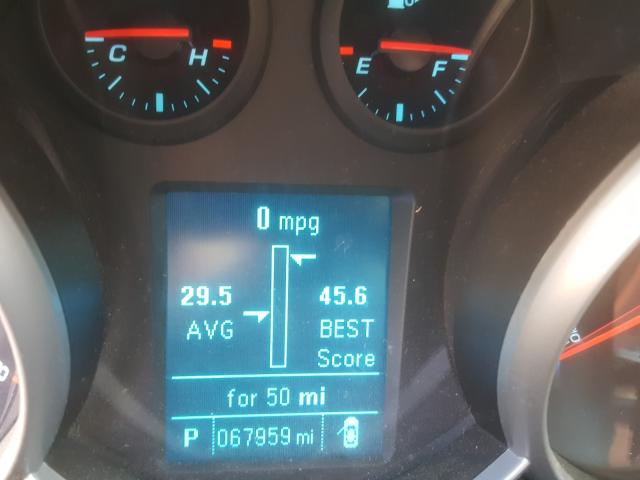 C H
E F
0 mpg
29.5 45.6
AVG BEST
Score
for 50 mi
P 067959 mi